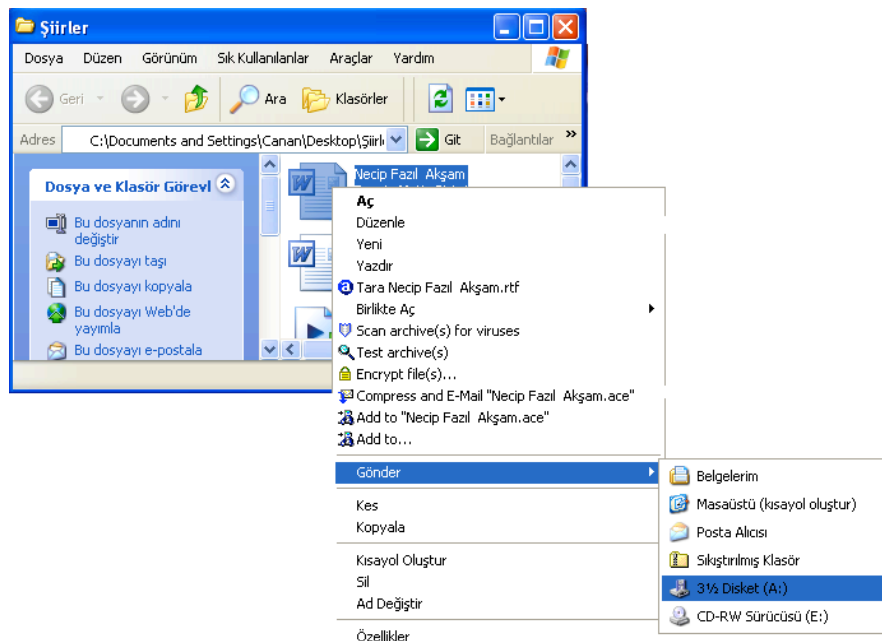 Şiirler
Dosya Düzen Görünüm Sık Kullanılanlar Araçlar Yardım
Geri Ara Klasörler
Adres C:\Documents and Settings\Canan\Desktop\Şiirl Git Bağlantılar »
Dosya ve Klasör Görevl
Bu dosyanın adını
değiştir
Bu dosyayı taşı
Bu dosyayı kopyala
Bu dosyayı Web'de
yayımla
Bu dosyayı e-postala
Necip Fazıl Akşam
Aç
Düzenle
Yeni
Yazdır
Tara Necip Fazıl Akşam.rtf
Birlikte Aç
Scan archive(s) for viruses
Test archive(s)
Encrypt file(s)...
Compress and E-Mail "Necip Fazıl Akşam.ace"
Add to "Necip Fazıl Akşam.ace"
Add to...
Gönder
Kes
Kopyala
Kısayol Oluştur
Sil
Ad Değiştir
Özellikler
Belgelerim
Masaüstü (kısayol oluştur)
Posta Alıcısı
Sıkıştırılmış Klasör
3½ Disket (A:)
CD-RW Sürücüsü (E:)